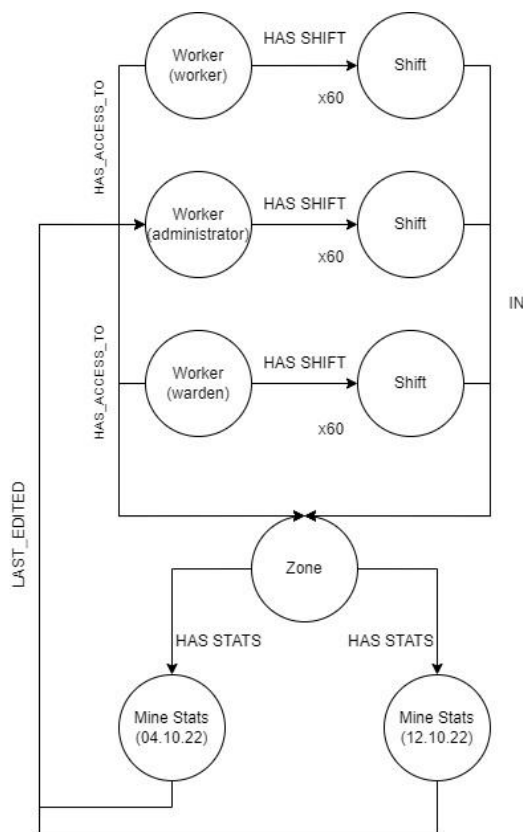 HAS SHIFT
Worker
(worker)
Shift
x60
HAS_ACCESS_TO
HAS SHIFT
Worker
(administrator)
Shift
x60
IN
HAS SHIFT
Worker
(warden)
Shift
x60
HAS_ACCESS_TO
LAST_EDITED
Zone
HAS STATS
HAS STATS
Mine Stats
(04.10.22)
Mine Stats
(12.10.22)